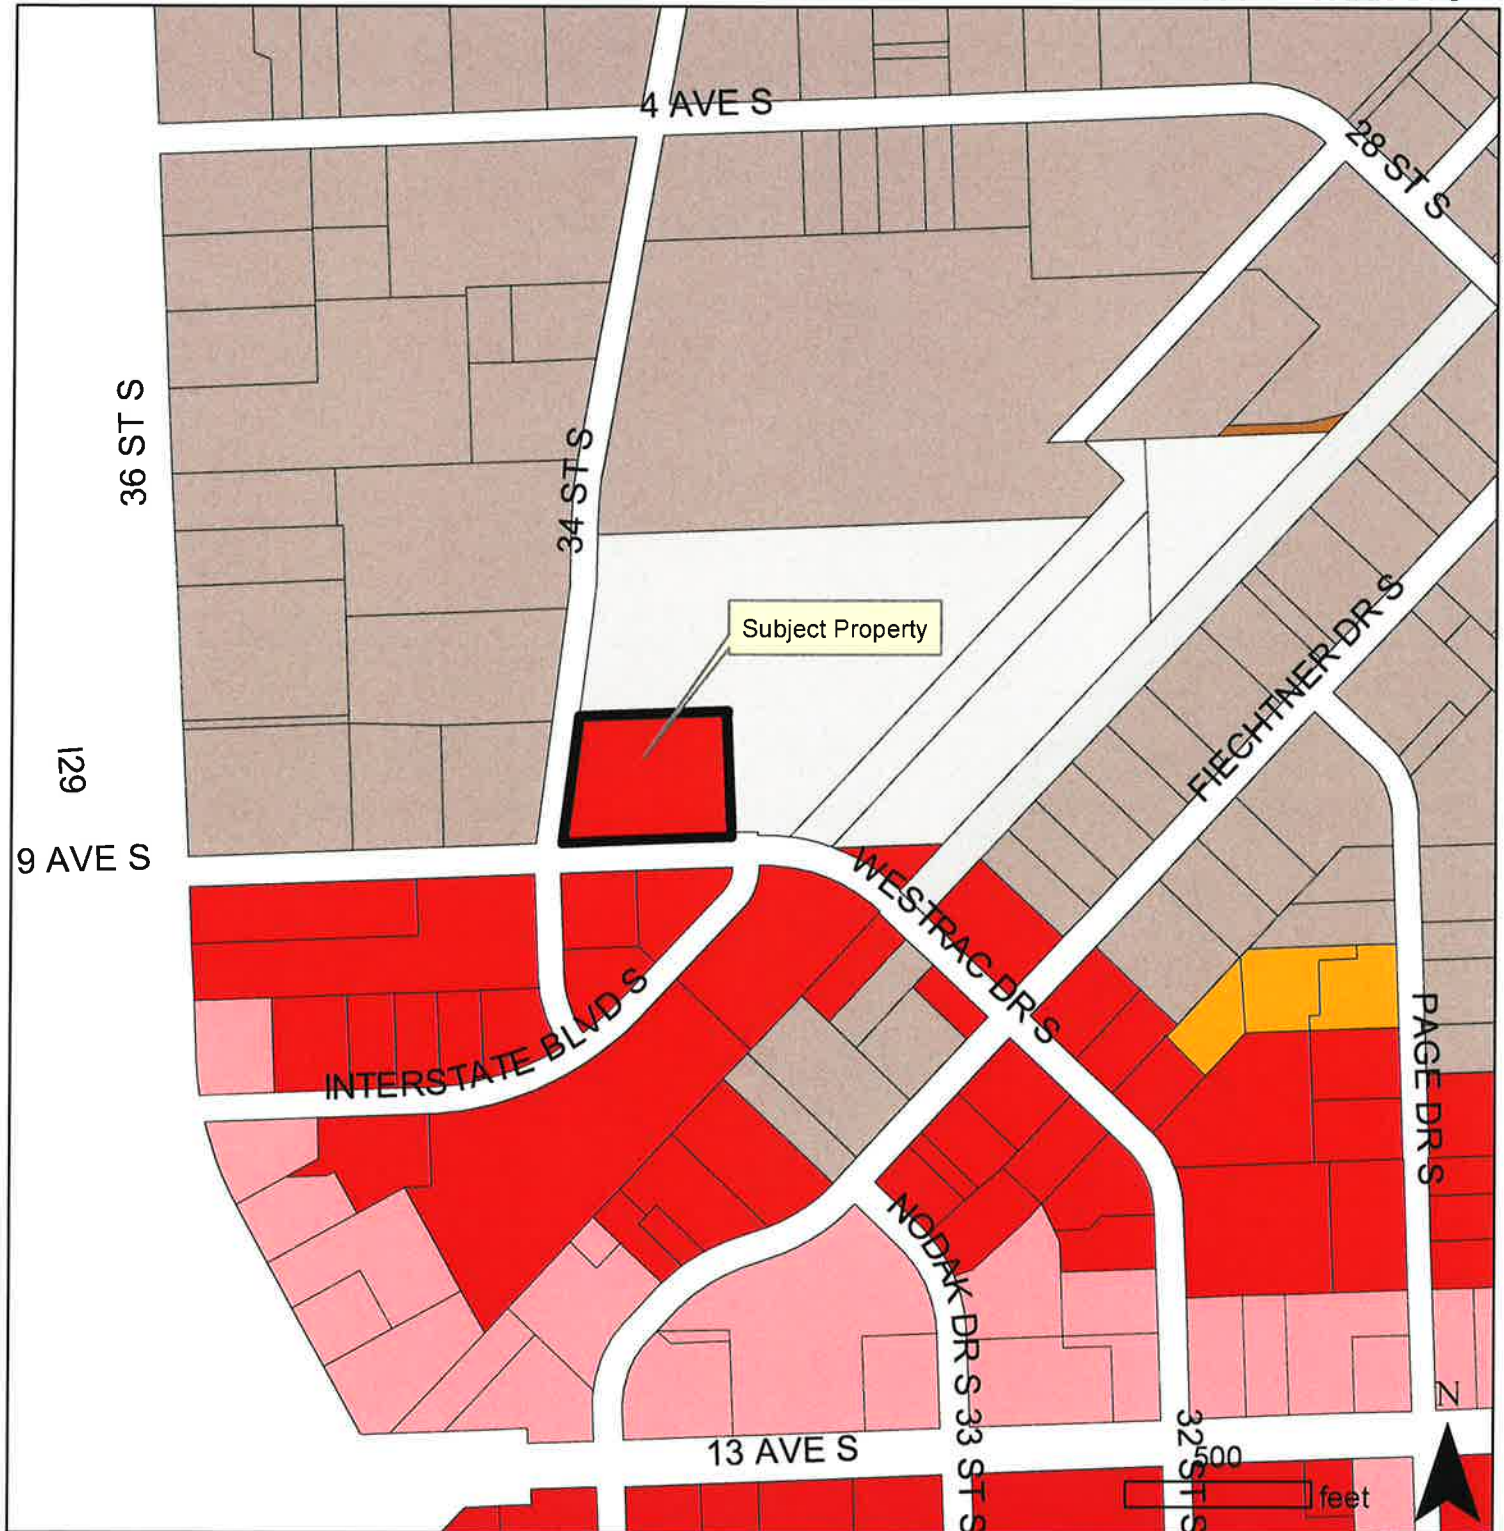 4 AVE S
28 ST S
36 ST S
34 ST S
Subject Property
FIECHTNER DR S
I29
9 AVE S
WESTRAC DR S
INTERSTATE BLVD S
PAGE DR S
NODAK DR S
N
13 AVE S
33 ST S
32 ST S
500
feet